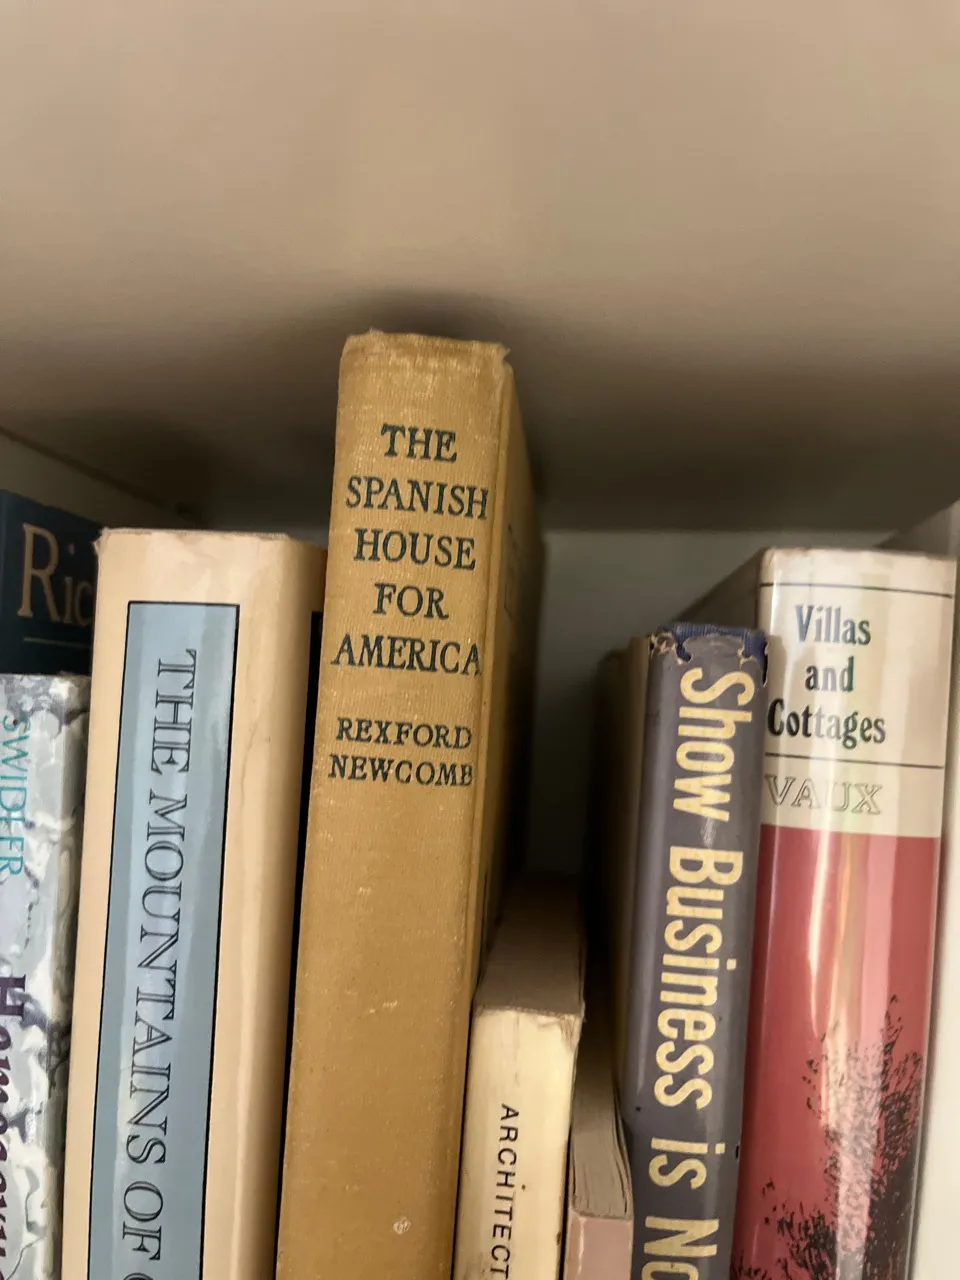 Ric
SWIDLER
THE MOUNTAINS OF
THE
SPANISH
HOUSE
FOR
AMERICA
REXFORD
NEWCOMB
ARCHITECT
Show Business is No
Villas
and
Cottages
VAUX